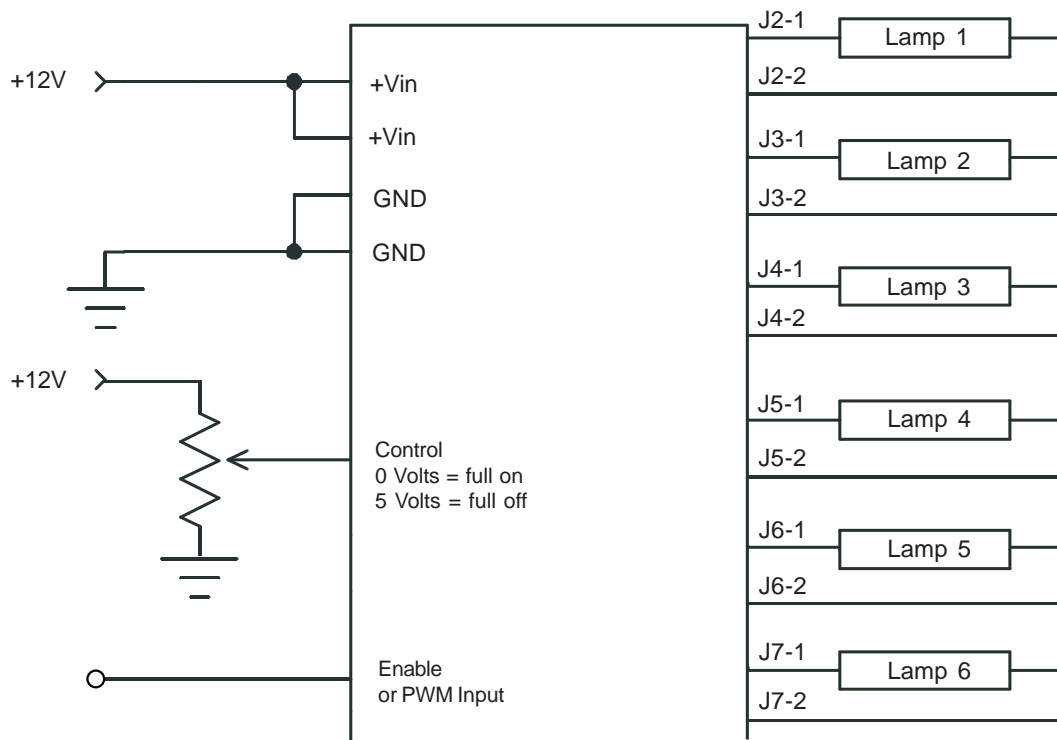 +12V
+Vin
+Vin
GND
GND
+12V
Control
0 Volts = full on
5 Volts = full off
Enable
or PWM Input
J2-1
Lamp 1
J2-2
J3-1
Lamp 2
J3-2
J4-1
Lamp 3
J4-2
J5-1
Lamp 4
J5-2
J6-1
Lamp 5
J6-2
J7-1
Lamp 6
J7-2